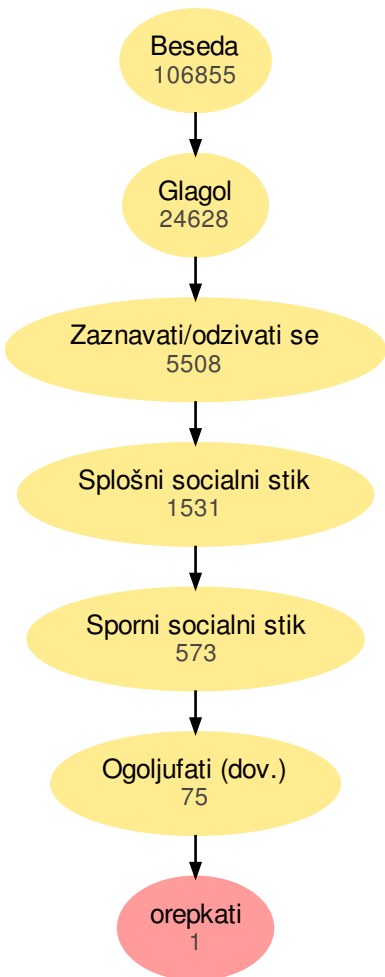 Beseda
106855
Glagol
24628
Zaznavati/odzivati se
5508
Splošni socialni stik
1531
Sporni socialni stik
573
Ogoljufati (dov.)
75
orepkati
1